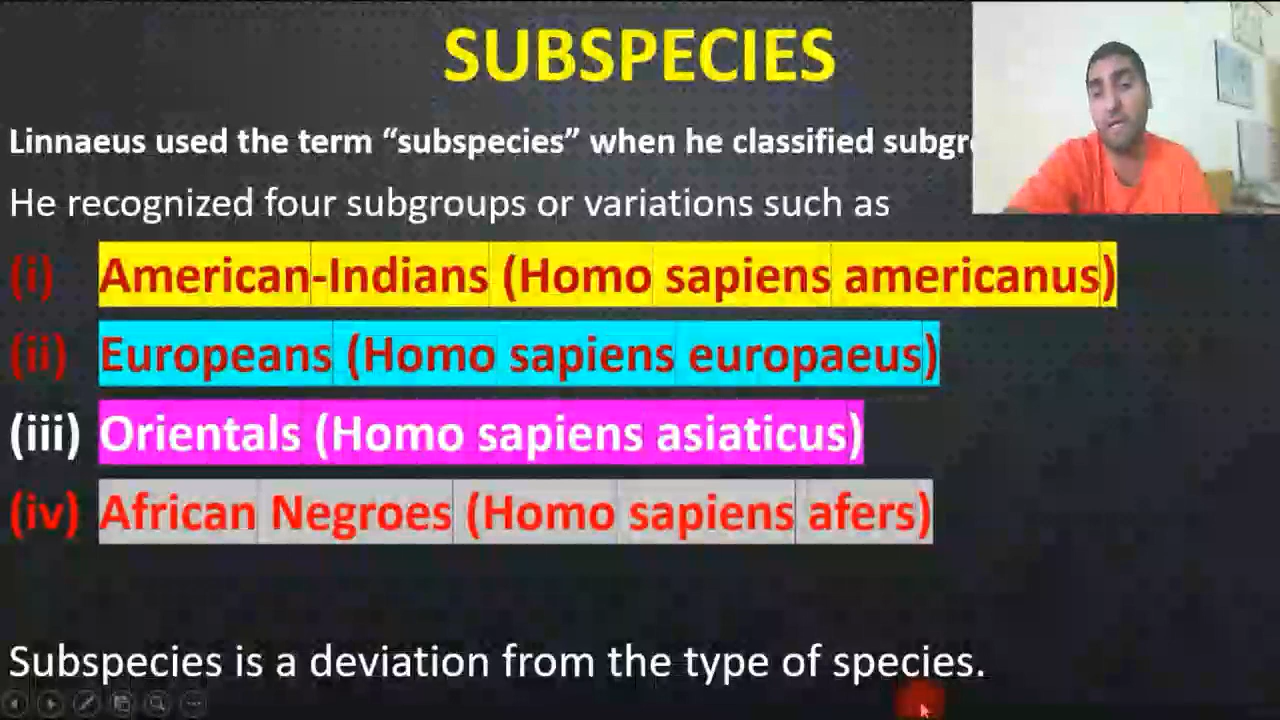 SUBSPECIES
Linnaeus used the term “subspecies” when he classified
He recognized four subgroups or variations such as
(i) American-Indians (Homo sapiens americanus)
(ii) Europeans (Homo sapiens europaeus)
(iii) Orientals (Homo sapiens asiaticus)
(iv) African Negroes (Homo sapiens afers)
Subspecies is a deviation from the type of species.